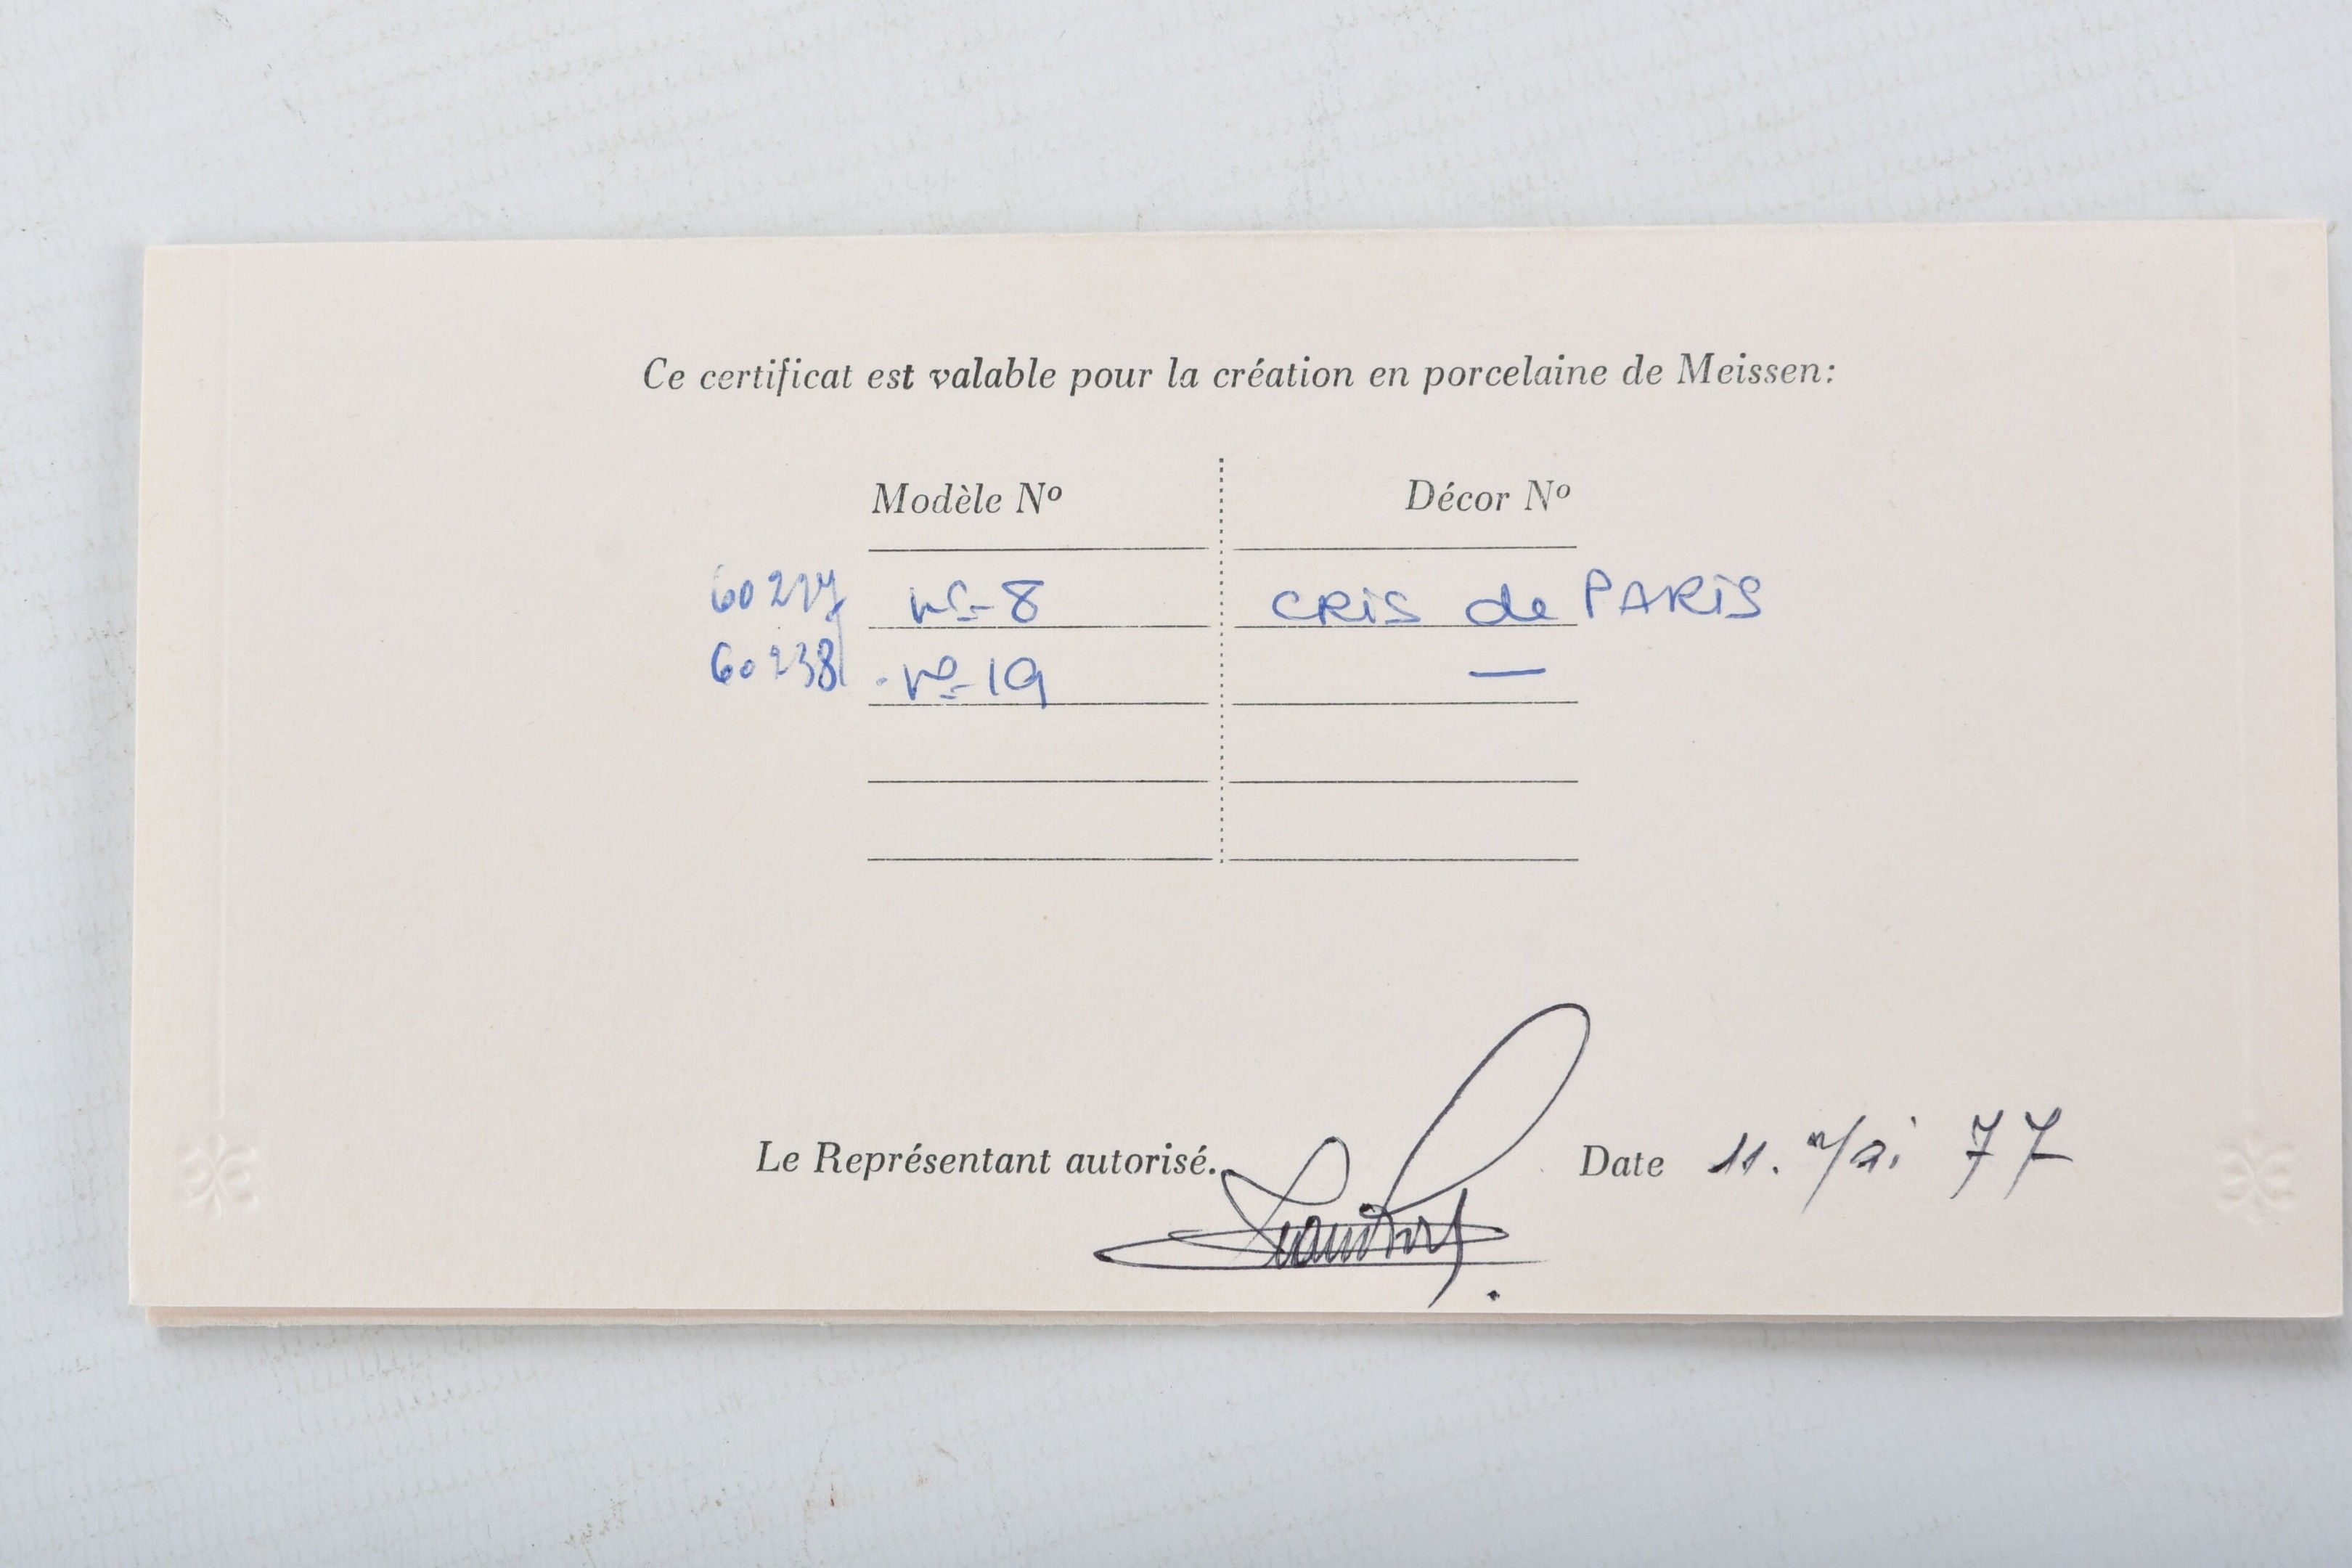 Ce certificat est valable pour la création en porcelaine de Meissen:
Modèle Nº Décor Nº
60217 nº 8 CRiS de PARiS
60238 nº 19 —
Le Représentant autorisé. Date 11. Mai 77